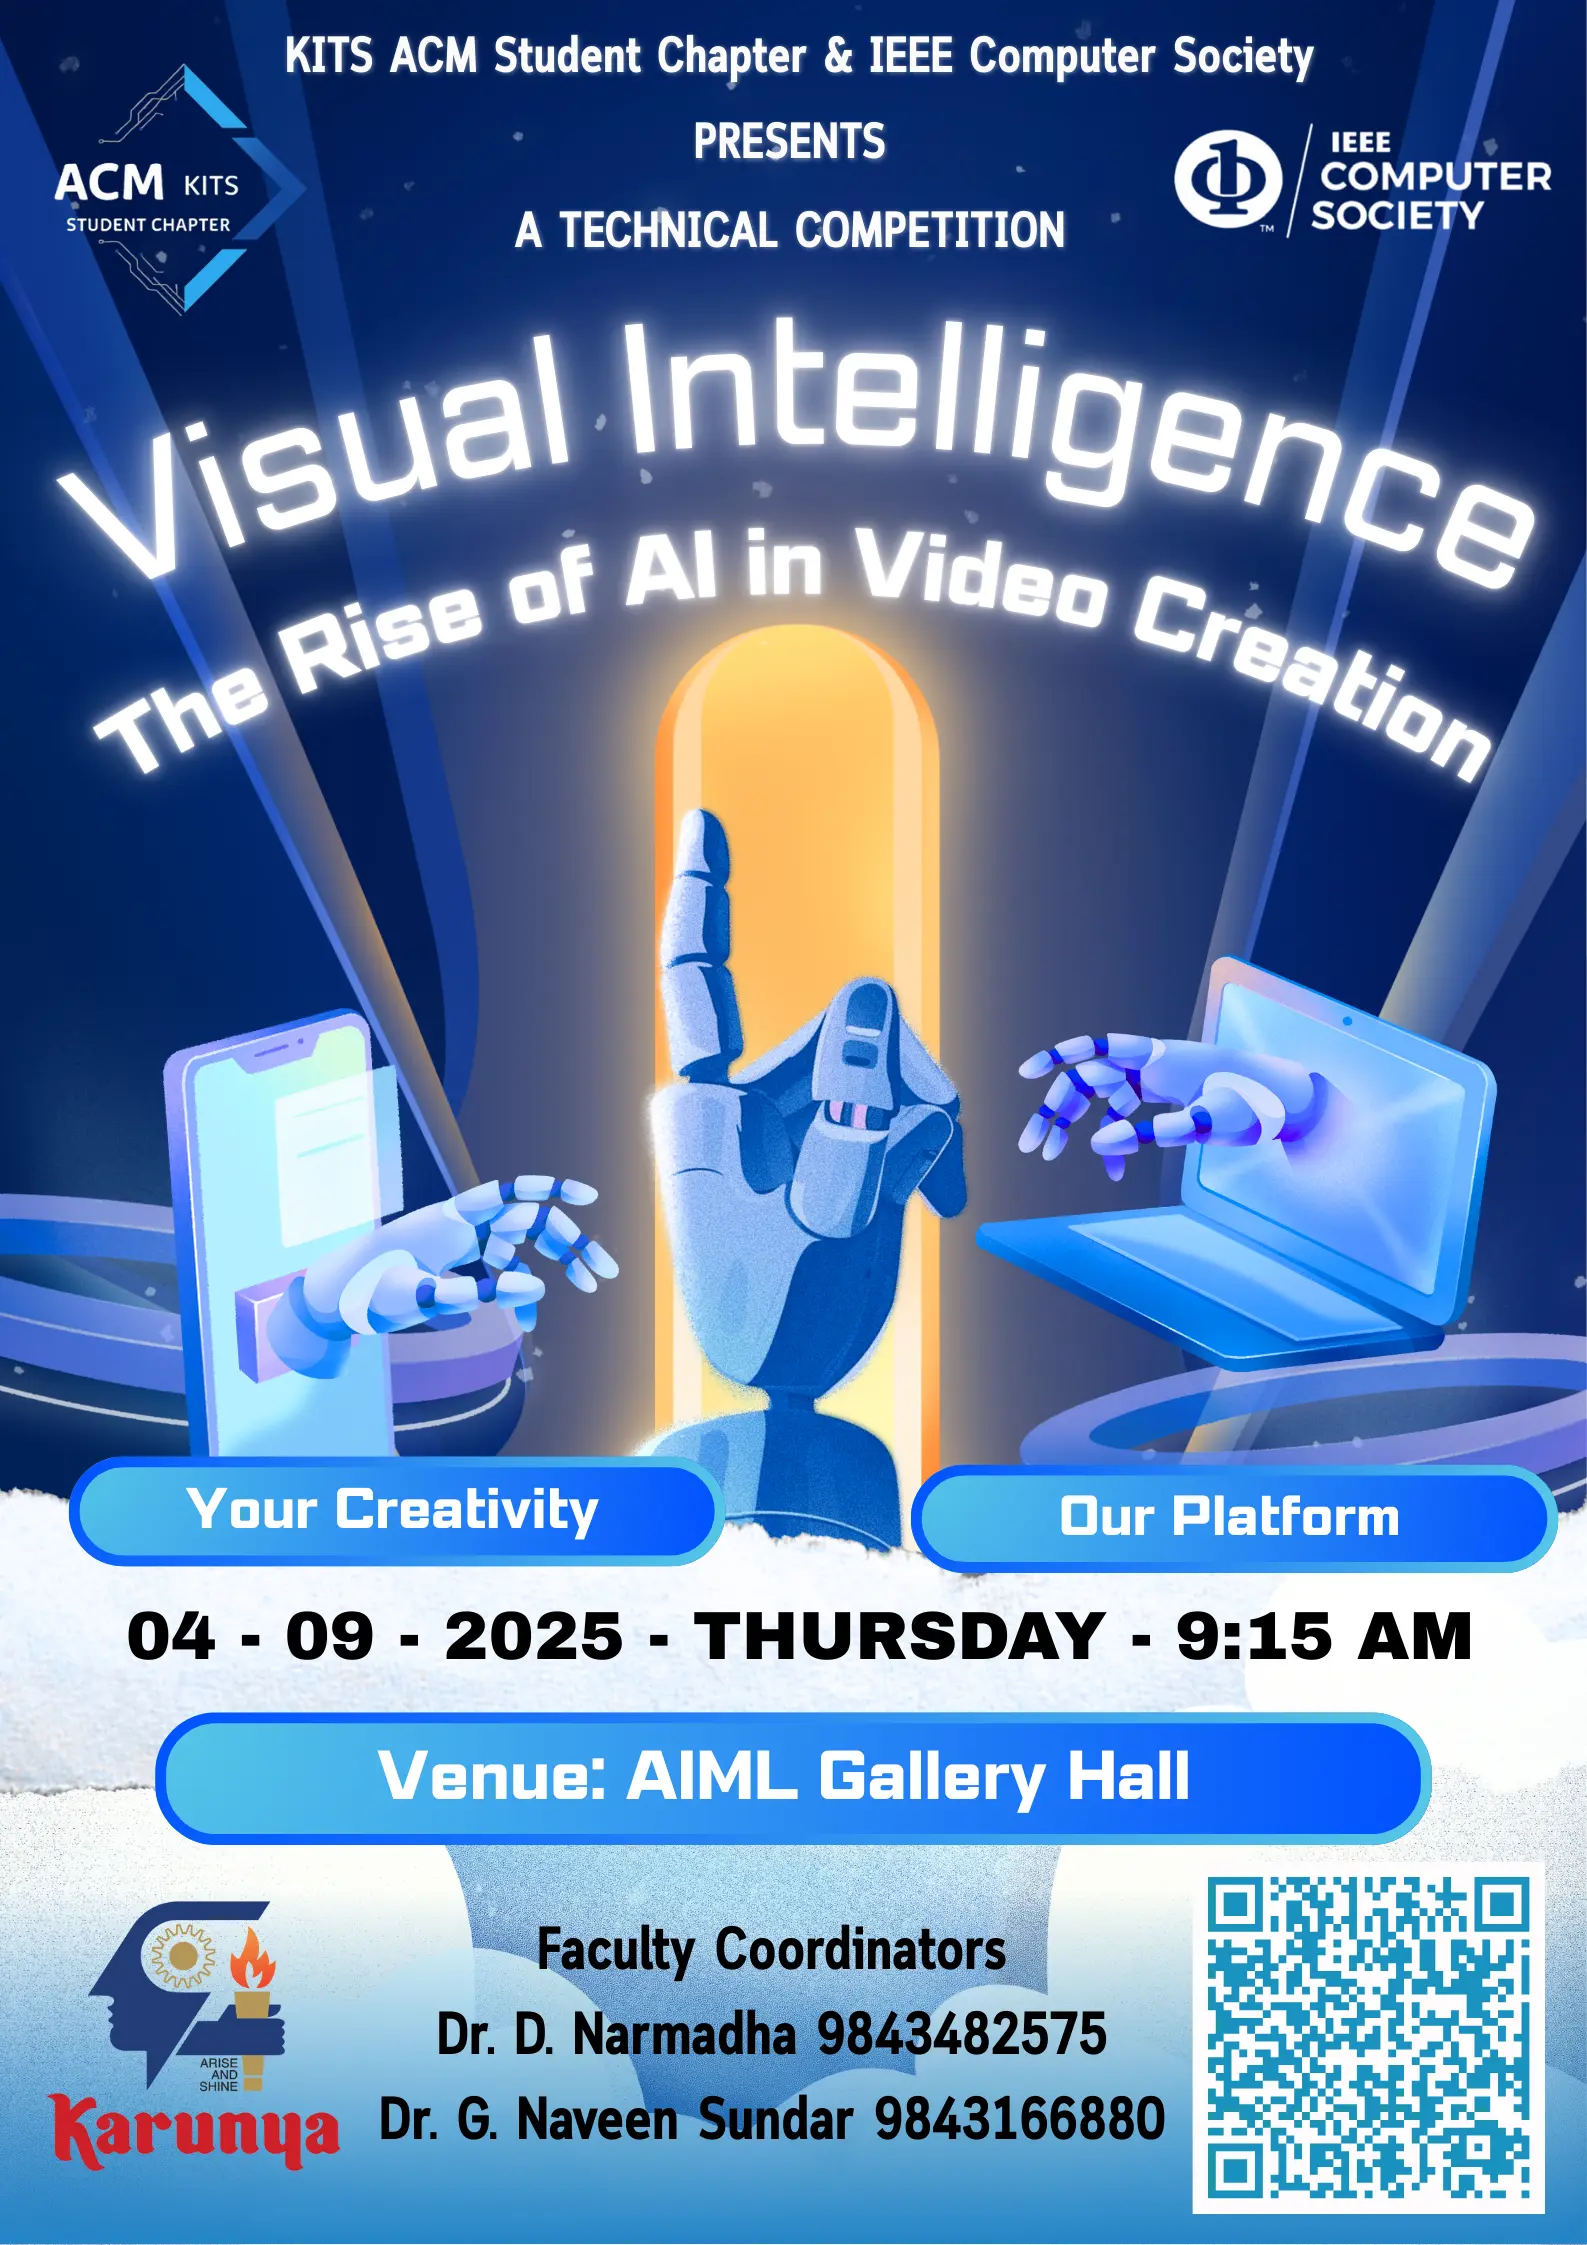 KITS ACM Student Chapter & IEEE Computer Society
PRESENTS
A TECHNICAL COMPETITION
ACM KITS
STUDENT CHAPTER
IEEE
COMPUTER
SOCIETY
TM
Visual Intelligence
The Rise of AI in Video Creation
Your Creativity
Our Platform
04 - 09 - 2025 - THURSDAY - 9:15 AM
Venue: AIML Gallery Hall
Faculty Coordinators
Dr. D. Narmadha 9843482575
Dr. G. Naveen Sundar 9843166880
ARISE
AND
SHINE
Karunya